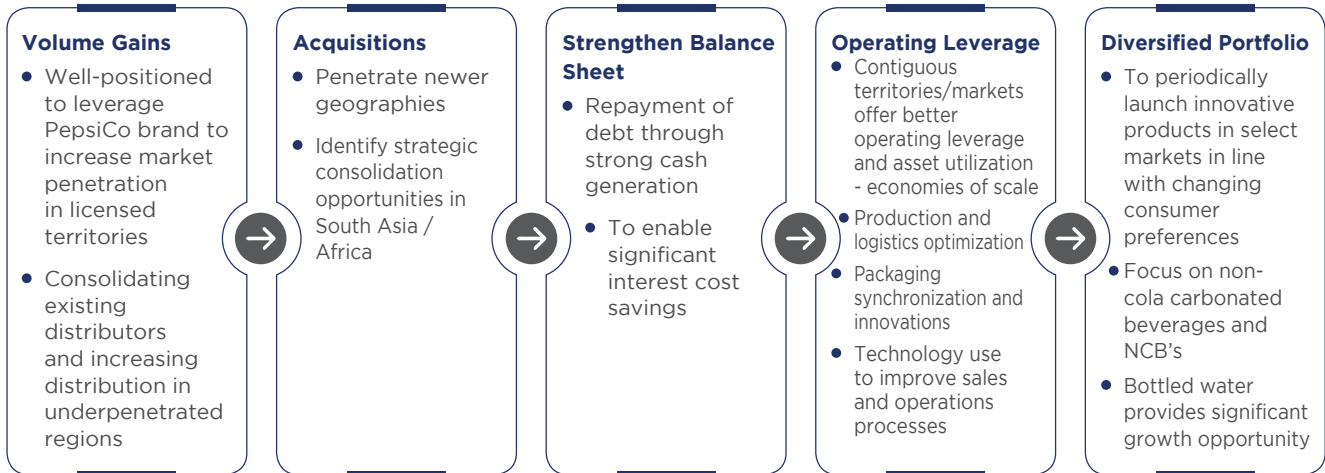 Volume Gains
• Well-positioned
to leverage
PepsiCo brand to
increase market
penetration
in licensed
territories
• Consolidating
existing
distributors
and increasing
distribution in
underpenetrated
regions
Acquisitions
• Penetrate newer
geographies
• Identify strategic
consolidation
opportunities in
South Asia /
Africa
Strengthen Balance
Sheet
• Repayment of
debt through
strong cash
generation
• To enable
significant
interest cost
savings
Operating Leverage
• Contiguous
territories/markets
offer better
operating leverage
and asset utilization
- economies of scale
• Production and
logistics optimization
• Packaging
synchronization and
innovations
• Technology use
to improve sales
and operations
processes
Diversified Portfolio
• To periodically
launch innovative
products in select
markets in line
with changing
consumer
preferences
• Focus on non-
cola carbonated
beverages and
NCB's
• Bottled water
provides significant
growth opportunity